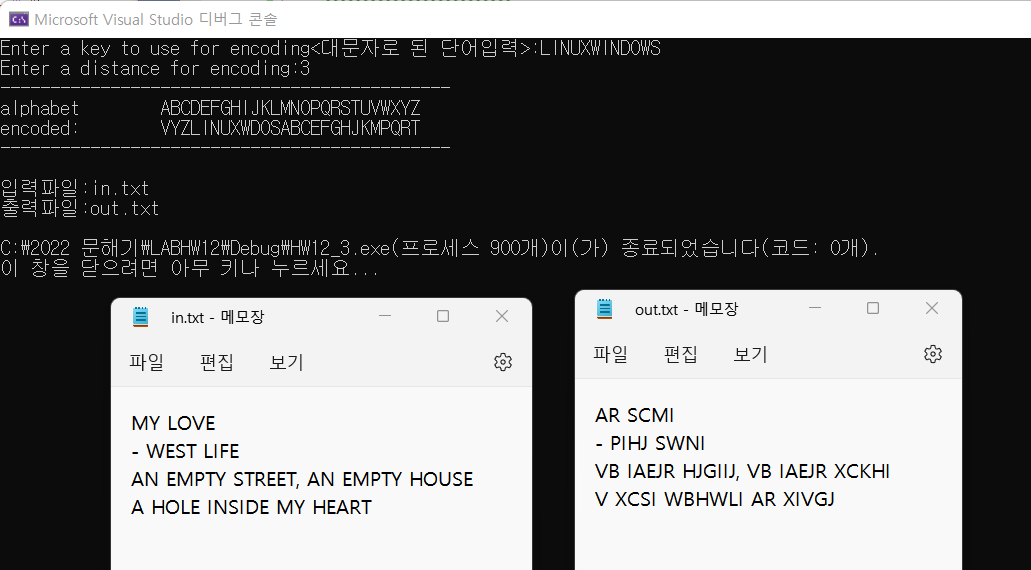 Microsoft Visual Studio 디버그 콘솔
Enter a key to use for encoding<대문자로 된 단어입력>:LINUXWINDOWS
Enter a distance for encoding:3
---------------------------------------------
alphabet ABCDEFGHIJKLMNOPQRSTUVWXYZ
encoded: VYZLINUXWDOSABCEFGHJKMPQRT
---------------------------------------------
입력파일:in.txt
출력파일:out.txt
C:\2022 문해기\LABHW12\Debug\HW12_3.exe(프로세스 900개)이(가) 종료되었습니다(코드: 0개).
이 창을 닫으려면 아무 키나 누르세요...
in.txt - 메모장
파일 편집 보기
MY LOVE
- WEST LIFE
AN EMPTY STREET, AN EMPTY HOUSE
A HOLE INSIDE MY HEART
out.txt - 메모장
파일 편집 보기
AR SCMI
- PIHJ SWNI
VB IAEJR HJGIIJ, VB IAEJR XCKHI
V XCSI WBHWLI AR XIVGJ